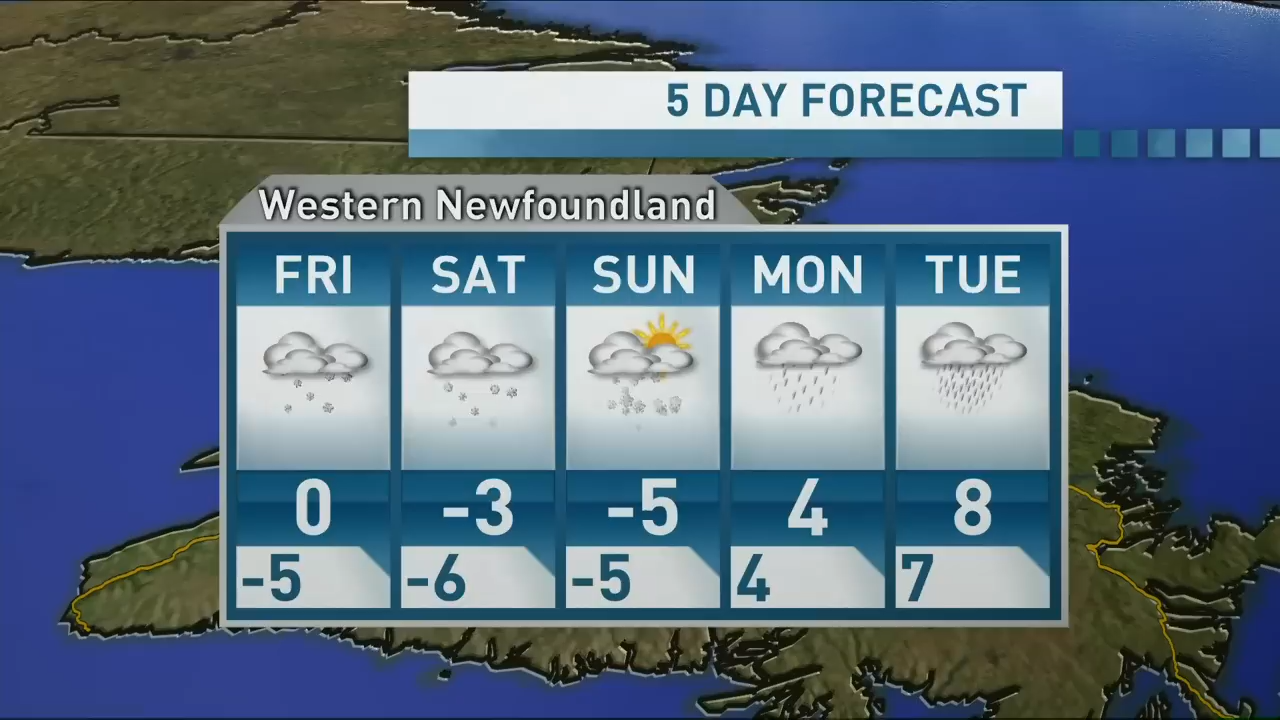 5 DAY FORECAST
Western Newfoundland
FRI SAT SUN MON TUE
0 -3 -5 4 8
-5 -6 -5 4 7